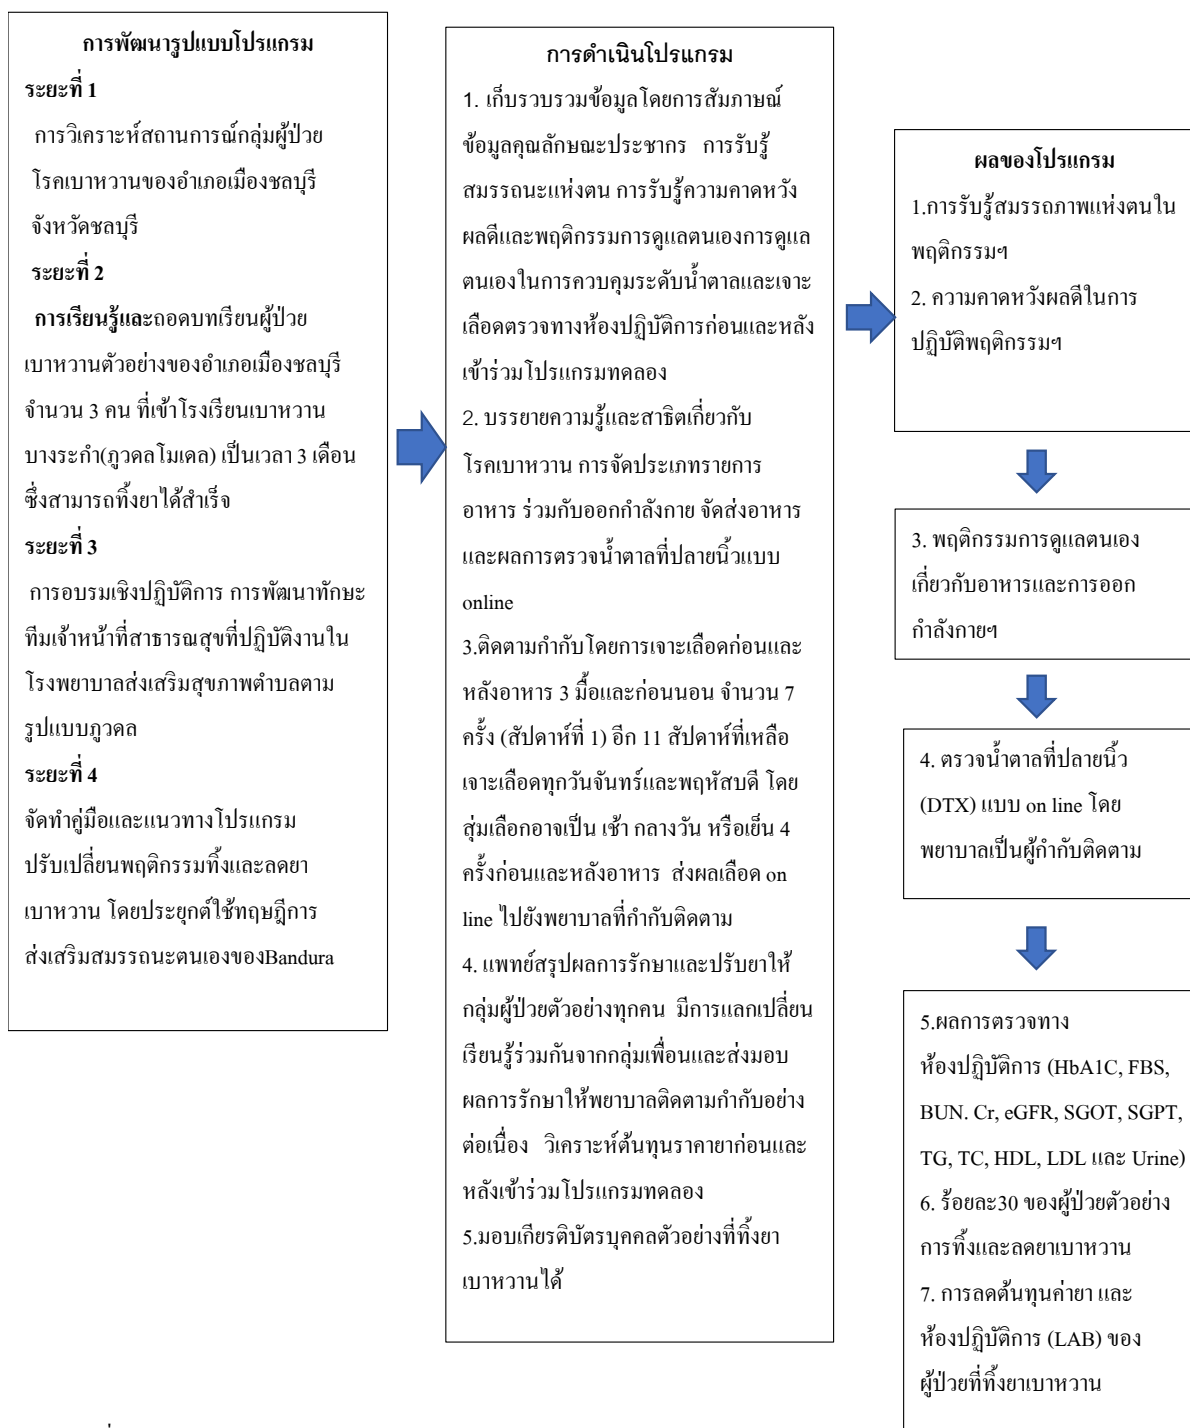 การพัฒนารูปแบบโปรแกรม
ระยะที่ 1
การวิเคราะห์สถานการณ์กลุ่มผู้ป่วย
โรคเบาหวานของอำเภอเมืองชลบุรี
จังหวัดชลบุรี
ระยะที่ 2
การเรียนรู้และถอดบทเรียนผู้ป่วย
เบาหวานตัวอย่างของอำเภอเมืองชลบุรี
จำนวน 3 คน ที่เข้าโรงเรียนเบาหวาน
บางระกำ(ภูวดลโมเดล) เป็นเวลา 3 เดือน
ซึ่งสามารถทิ้งยาได้สำเร็จ
ระยะที่ 3
การอบรมเชิงปฏิบัติการ การพัฒนาทักษะ
ทีมเจ้าหน้าที่สาธารณสุขที่ปฏิบัติงานใน
โรงพยาบาลส่งเสริมสุขภาพตำบลตาม
รูปแบบภูวดล
ระยะที่ 4
จัดทำคู่มือและแนวทางโปรแกรม
ปรับเปลี่ยนพฤติกรรมทิ้งและลดยา
เบาหวาน โดยประยุกต์ใช้ทฤษฎีการ
ส่งเสริมสมรรถนะตนเองของBandura
การดำเนินโปรแกรม
1. เก็บรวบรวมข้อมูลโดยการสัมภาษณ์
ข้อมูลคุณลักษณะประชากร การรับรู้
สมรรถนะแห่งตน การรับรู้ความคาดหวัง
ผลดีและพฤติกรรมการดูแลตนเองการดูแล
ตนเองในการควบคุมระดับน้ำตาลและเจาะ
เลือดตรวจทางห้องปฏิบัติการก่อนและหลัง
เข้าร่วมโปรแกรมทดลอง
2. บรรยายความรู้และสาธิตเกี่ยวกับ
โรคเบาหวาน การจัดประเภทรายการ
อาหาร ร่วมกับออกกำลังกาย จัดส่งอาหาร
และผลการตรวจน้ำตาลที่ปลายนิ้วแบบ
online
3.ติดตามกำกับโดยการเจาะเลือดก่อนและ
หลังอาหาร 3 มื้อและก่อนนอน จำนวน 7
ครั้ง (สัปดาห์ที่ 1) อีก 11 สัปดาห์ที่เหลือ
เจาะเลือดทุกวันจันทร์และพฤหัสบดี โดย
สุ่มเลือกอาจเป็น เช้า กลางวัน หรือเย็น 4
ครั้งก่อนและหลังอาหาร ส่งผลเลือด on
line ไปยังพยาบาลที่กำกับติดตาม
4. แพทย์สรุปผลการรักษาและปรับยาให้
กลุ่มผู้ป่วยตัวอย่างทุกคน มีการแลกเปลี่ยน
เรียนรู้ร่วมกันจากกลุ่มเพื่อนและส่งมอบ
ผลการรักษาให้พยาบาลติดตามกำกับอย่าง
ต่อเนื่อง วิเคราะห์ต้นทุนราคายาก่อนและ
หลังเข้าร่วมโปรแกรมทดลอง
5.มอบเกียรติบัตรบุคคลตัวอย่างที่ทิ้งยา
เบาหวานได้
ผลของโปรแกรม
1.การรับรู้สมรรถภาพแห่งตนใน
พฤติกรรมฯ
2. ความคาดหวังผลดีในการ
ปฏิบัติพฤติกรรมฯ
3. พฤติกรรมการดูแลตนเอง
เกี่ยวกับอาหารและการออก
กำลังกายฯ
4. ตรวจน้ำตาลที่ปลายนิ้ว
(DTX) แบบ on line โดย
พยาบาลเป็นผู้กำกับติดตาม
5.ผลการตรวจทาง
ห้องปฏิบัติการ (HbA1C, FBS,
BUN. Cr, eGFR, SGOT, SGPT,
TG, TC, HDL, LDL และ Urine)
6. ร้อยละ30 ของผู้ป่วยตัวอย่าง
การทิ้งและลดยาเบาหวาน
7. การลดต้นทุนค่ายา และ
ห้องปฏิบัติการ (LAB) ของ
ผู้ป่วยที่ทิ้งยาเบาหวาน